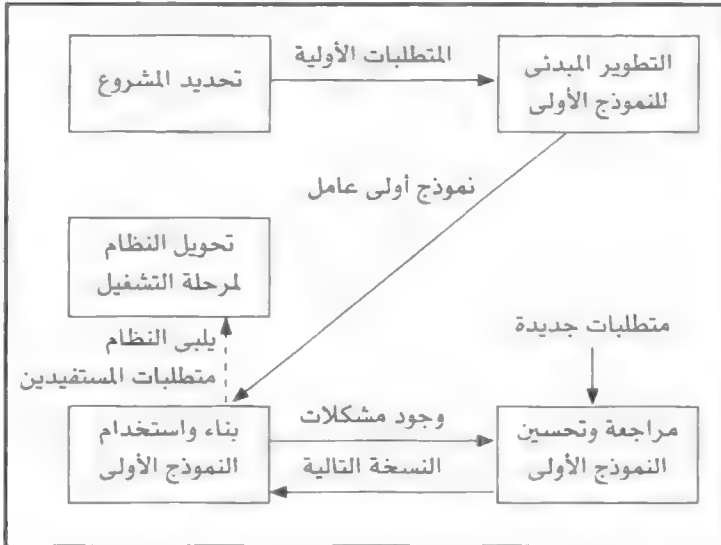 تحديد المشروع
المتطلبات الأولية
التطوير المبدئى
للنموذج الأولى
نموذج أولى عامل
تحويل النظام
لمرحلة التشغيل
يلبى النظام
متطلبات المستفيدين
متطلبات جديدة
بناء واستخدام
النموذج الأولى
وجود مشكلات
النسخة التالية
مراجعة وتحسين
النموذج الأولى